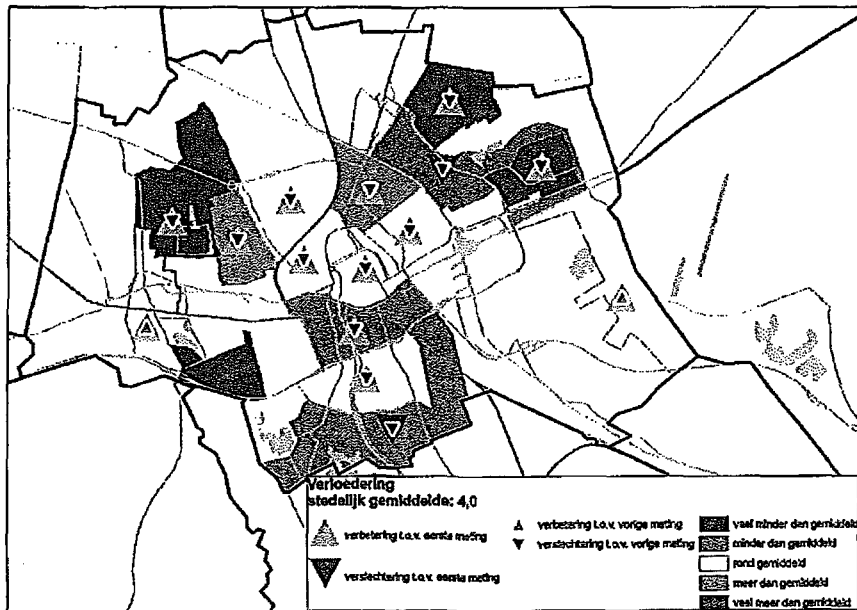 Verloedering
stedelijk gemiddelde: 4,0
verbetering t.o.v. eerste meting
verslechtering t.o.v. eerste meting
verbetering t.o.v. vorige meting
verslechtering t.o.v. vorige meting
veel minder dan gemiddeld
minder dan gemiddeld
rond gemiddeld
meer dan gemiddeld
veel meer dan gemiddeld